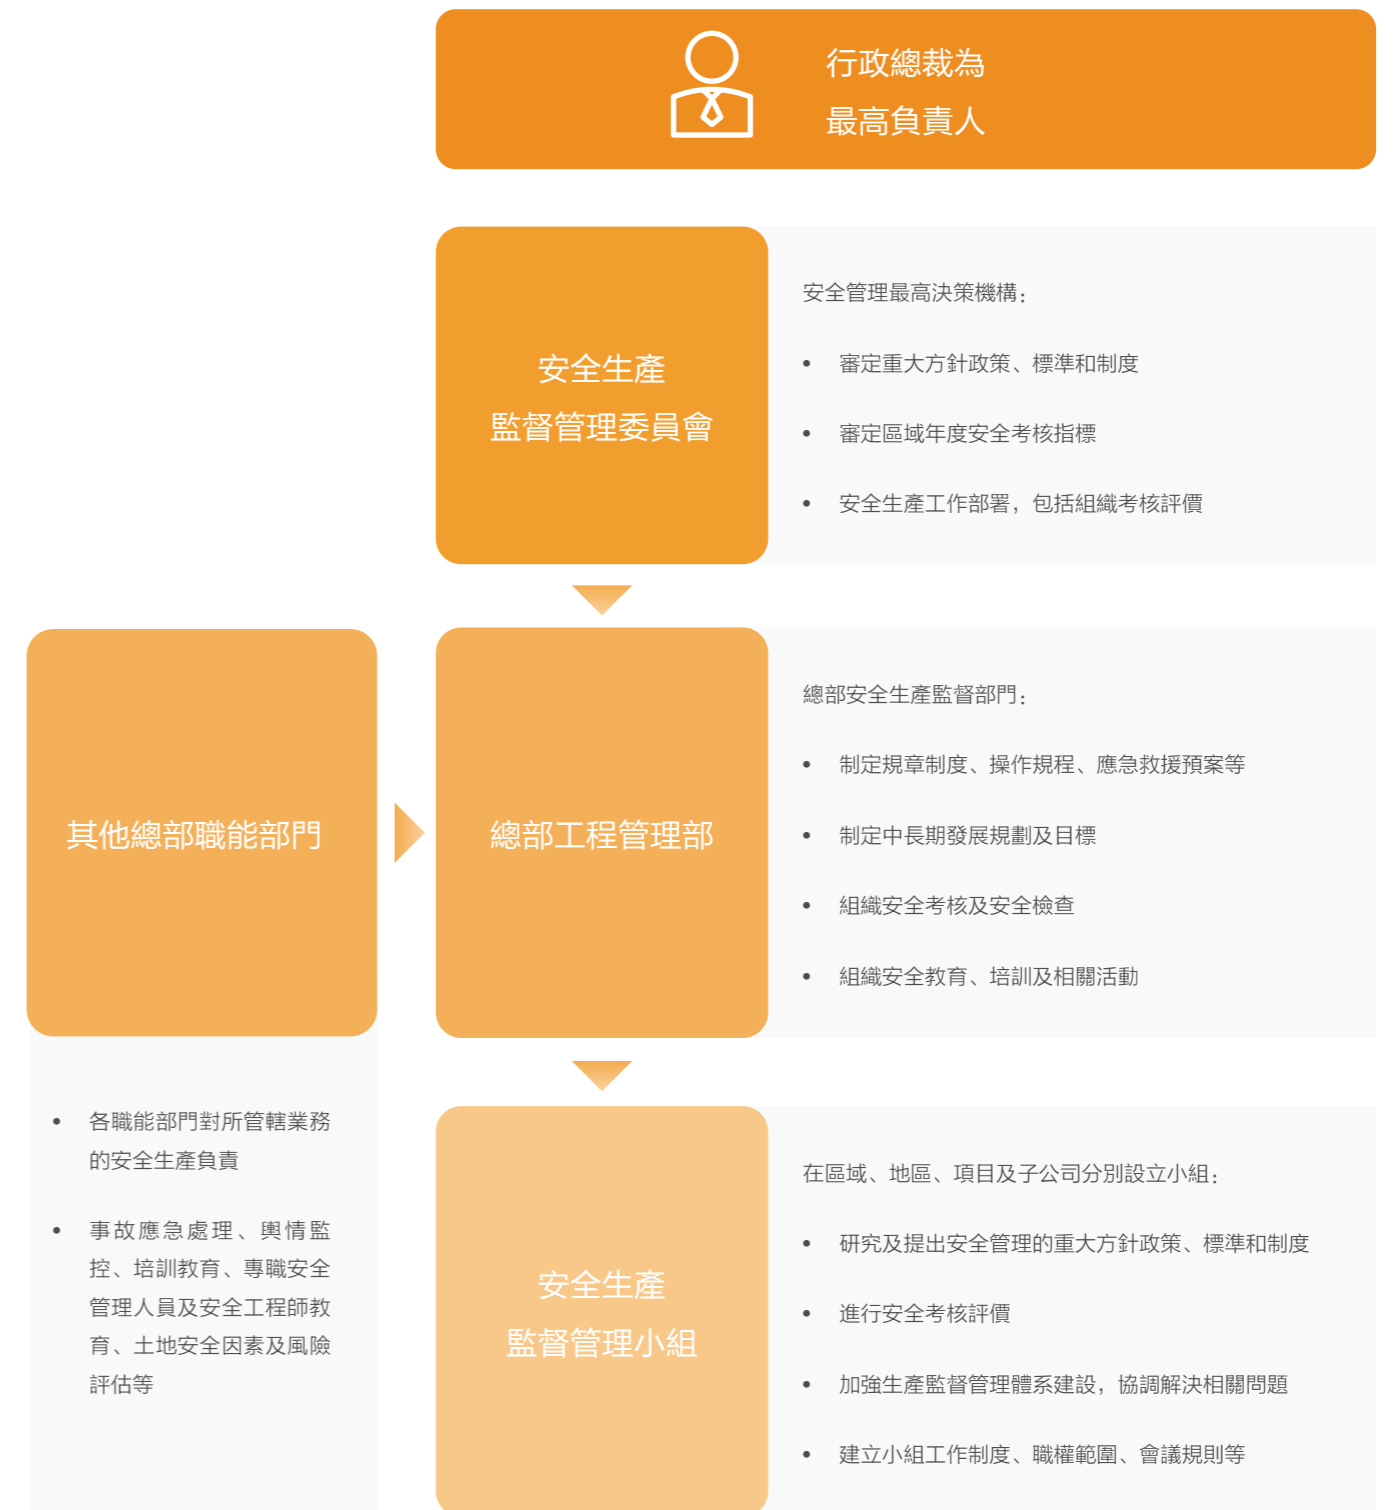 行政總裁為
最高負責人
安全生產
監督管理委員會
安全管理最高決策機構：
• 審定重大方針政策、標準和制度
• 審定區域年度安全考核指標
• 安全生產工作部署，包括組織考核評價
其他總部職能部門
• 各職能部門對所管轄業務
的安全生產負責
• 事故應急處理、輿情監
控、培訓教育、專職安全
管理人員及安全工程師教
育、土地安全因素及風險
評估等
總部工程管理部
總部安全生產監督部門：
• 制定規章制度、操作規程、應急救援預案等
• 制定中長期發展規劃及目標
• 組織安全考核及安全檢查
• 組織安全教育、培訓及相關活動
安全生產
監督管理小組
在區域、地區、項目及子公司分別設立小組：
• 研究及提出安全管理的重大方針政策、標準和制度
• 進行安全考核評價
• 加強生產監督管理體系建設，協調解決相關問題
• 建立小組工作制度、職權範圍、會議規則等